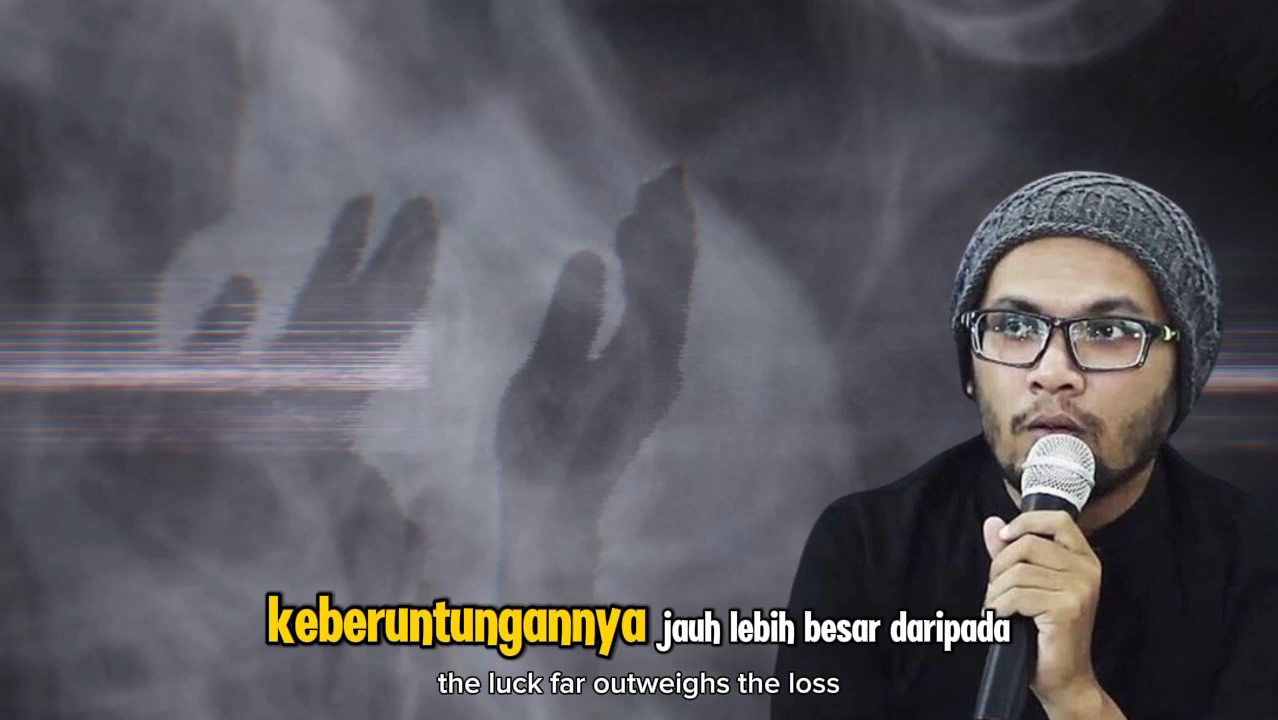 keberuntungannya jauh lebih besar daripada
the luck far outweighs the loss